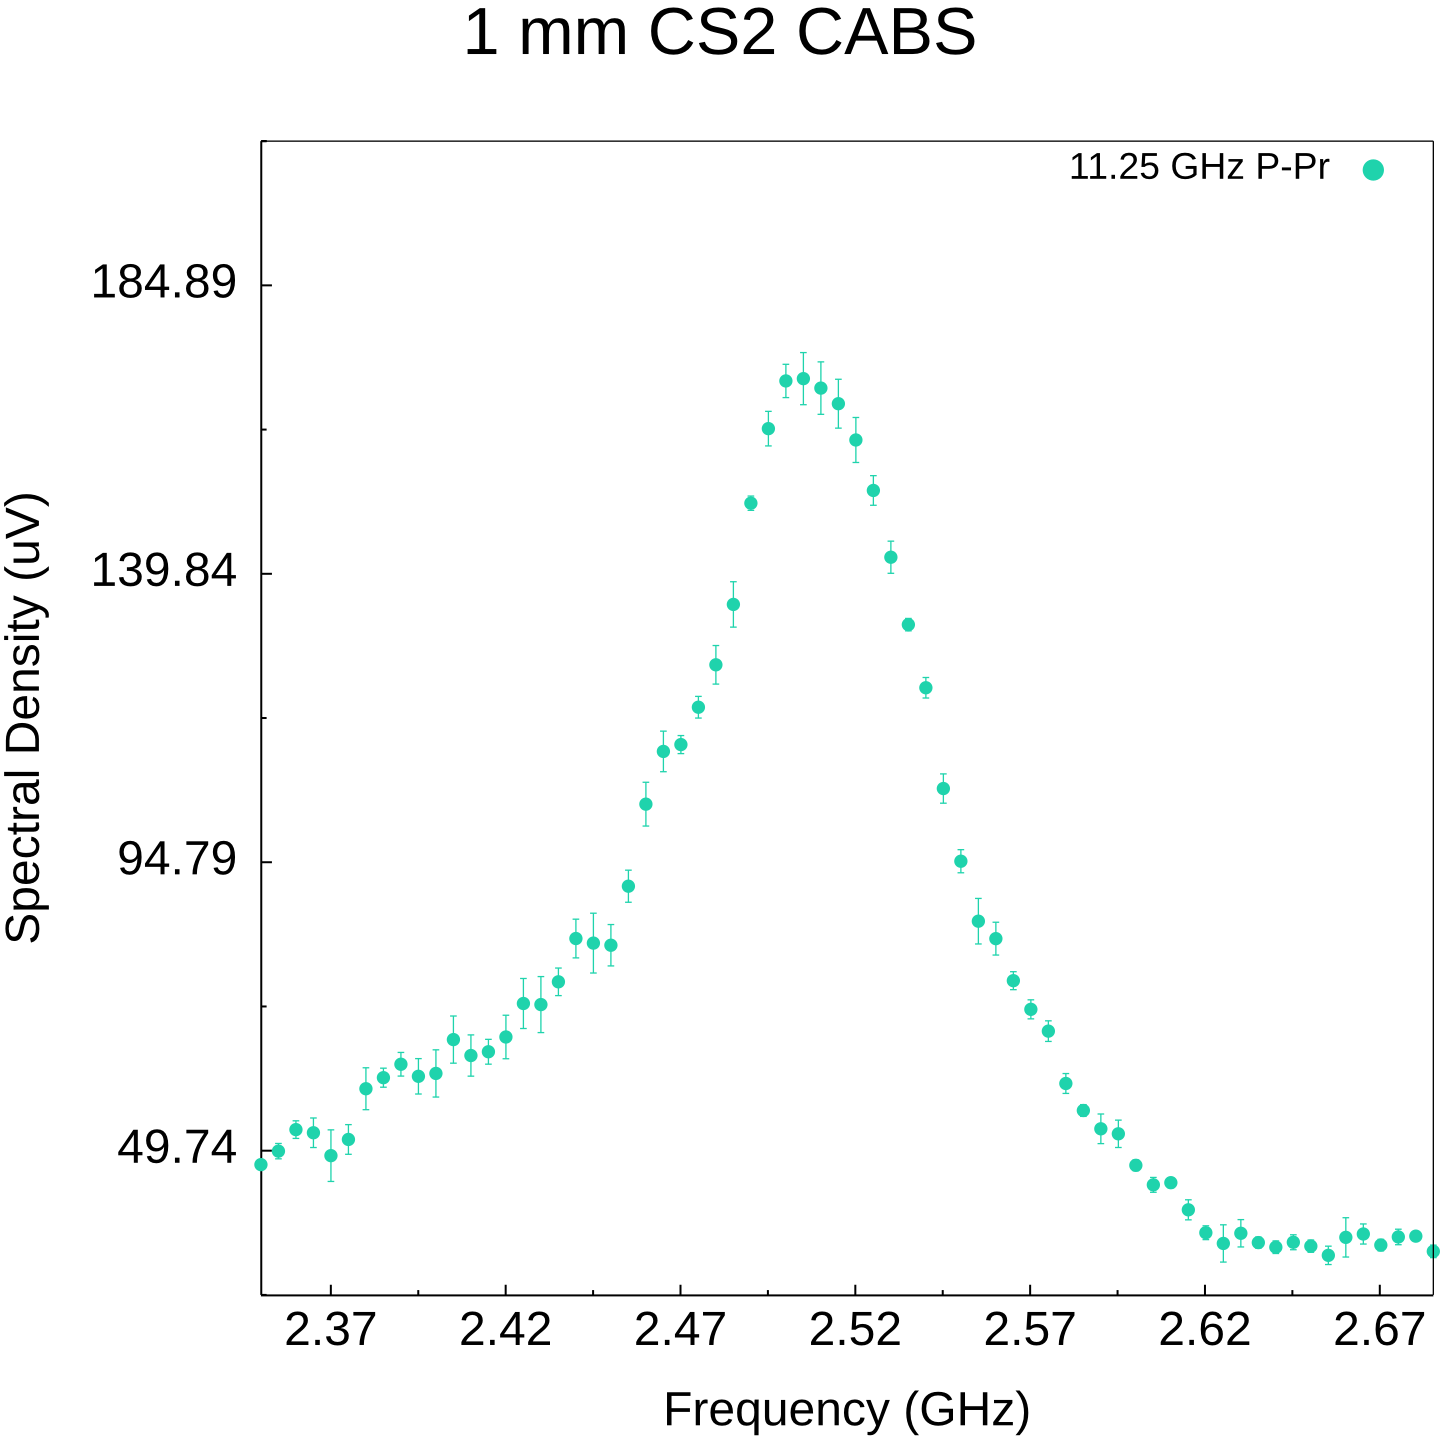 1 mm CS2 CABS
11.25 GHz P-Pr
184.89
139.84
94.79
49.74
Spectral Density (uV)
2.37 2.42 2.47 2.52 2.57 2.62 2.67
Frequency (GHz)